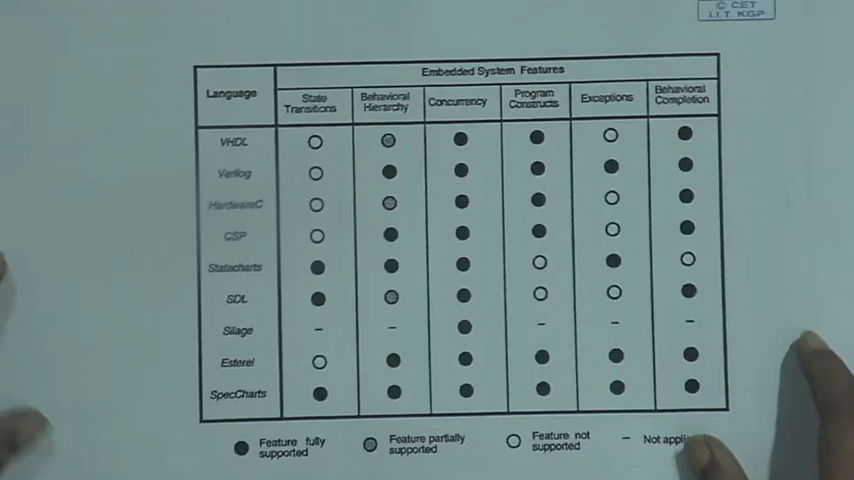 © CET
I.I.T. KGP
Embedded System Features
Language
State
Transitions
Behavioral
Hierarchy
Concurrency
Program
Constructs
Exceptions
Behavioral
Completion
VHDL
Verilog
HardwareC
CSP
Statecharts
SDL
Silage – – – – –
Esterel
SpecCharts
Feature fully
supported
Feature partially
supported
Feature not
supported
– Not